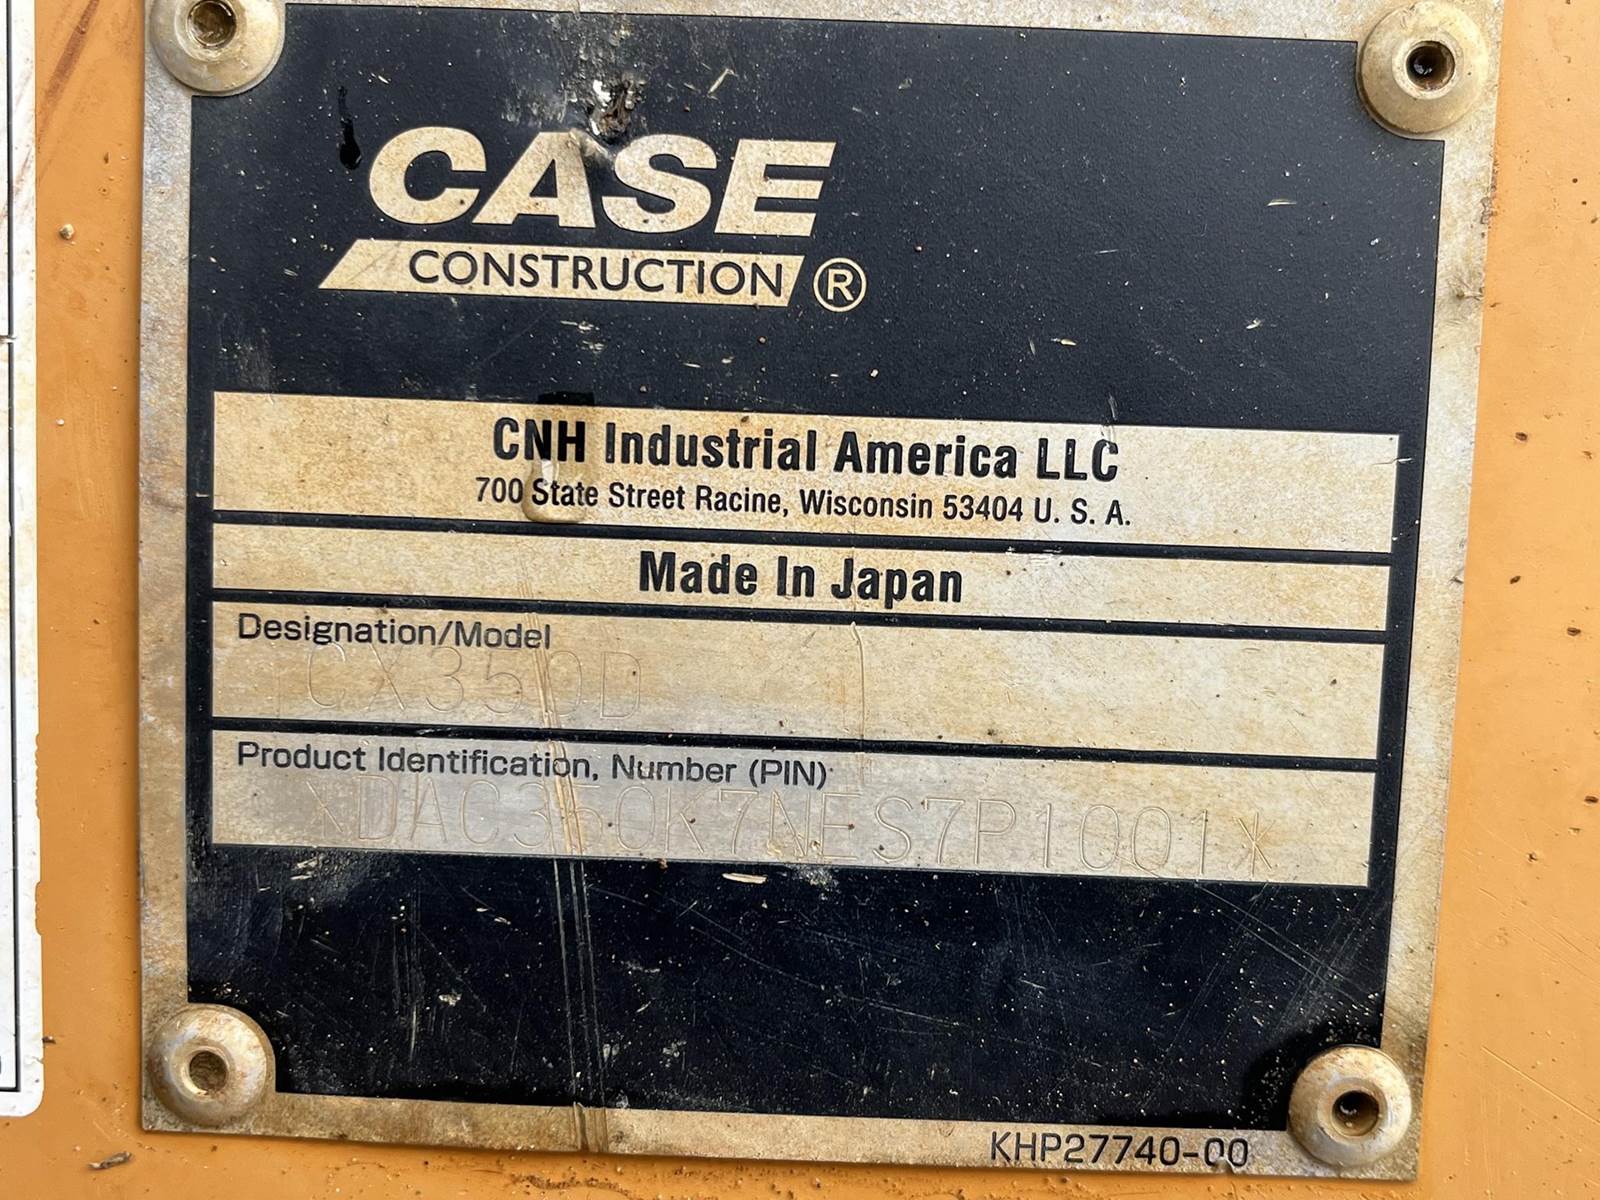 CASE
CONSTRUCTION ®
CNH Industrial America LLC
700 State Street Racine, Wisconsin 53404 U. S. A.
Made In Japan
Designation/Model
CX350D
Product Identification, Number (PIN)
*DAC350K7NES7P1001*
KHP27740-00